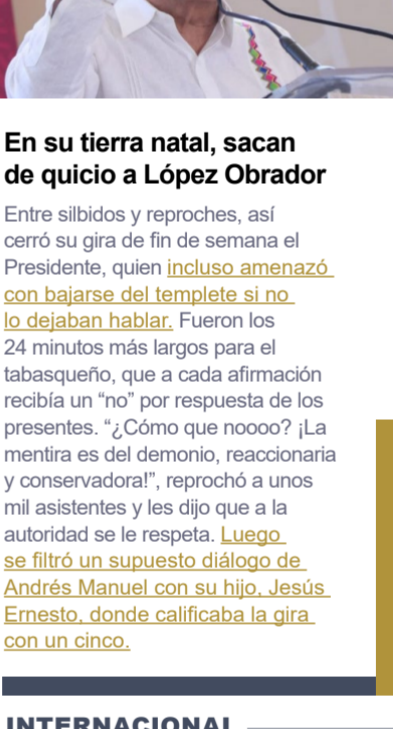 En su tierra natal, sacan
de quicio a López Obrador
Entre silbidos y reproches, así
cerró su gira de fin de semana el
Presidente, quien incluso amenazó
con bajarse del templete si no
lo dejaban hablar. Fueron los
24 minutos más largos para el
tabasqueño, que a cada afirmación
recibía un “no” por respuesta de los
presentes. “¿Cómo que noooo? ¡La
mentira es del demonio, reaccionaria
y conservadora!”, reprochó a unos
mil asistentes y les dijo que a la
autoridad se le respeta. Luego
se filtró un supuesto diálogo de
Andrés Manuel con su hijo, Jesús
Ernesto, donde calificaba la gira
con un cinco.
INTERNACIONAL